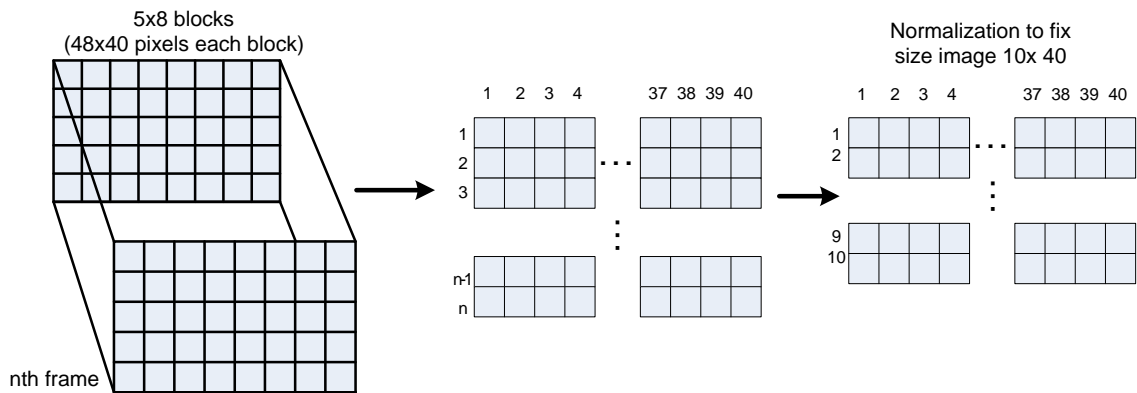 5x8 blocks
(48x40 pixels each block)
nth frame
1 2 3 4 37 38 39 40
1
2
3
n-1
n
Normalization to fix
size image 10x 40
1 2 3 4 37 38 39 40
1
2
9
10